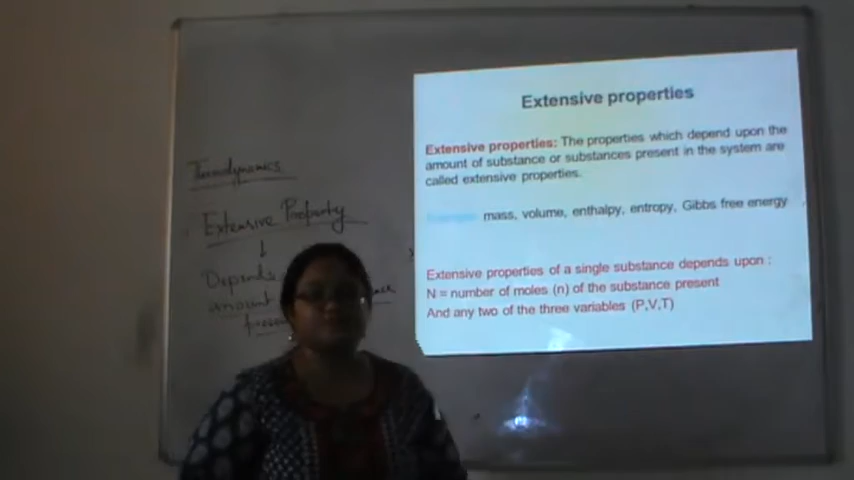 Thermodynamics
Extensive Property
Depends
amount
Extensive properties
Extensive properties: The properties which depend upon the
amount of substance or substances present in the system are
called extensive properties.
mass, volume, enthalpy, entropy, Gibbs free energy
Extensive properties of a single substance depends upon :
N = number of moles (n) of the substance present
And any two of the three variables (P,V,T)